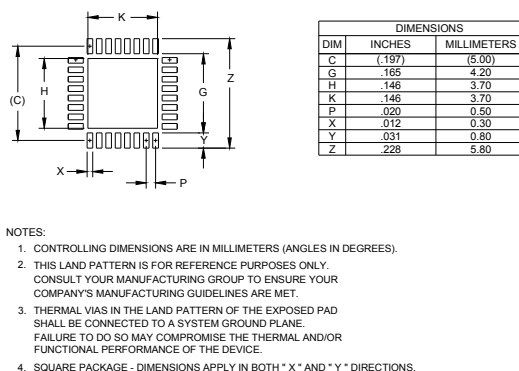 K
(C)
H
G
Z
Y
X
P
DIMENSIONS
DIM INCHES MILLIMETERS
C (.197) (5.00)
G .165 4.20
H .146 3.70
K .146 3.70
P .020 0.50
X .012 0.30
Y .031 0.80
Z .228 5.80
NOTES:
1. CONTROLLING DIMENSIONS ARE IN MILLIMETERS (ANGLES IN DEGREES).
2. THIS LAND PATTERN IS FOR REFERENCE PURPOSES ONLY.
CONSULT YOUR MANUFACTURING GROUP TO ENSURE YOUR
COMPANY'S MANUFACTURING GUIDELINES ARE MET.
3. THERMAL VIAS IN THE LAND PATTERN OF THE EXPOSED PAD
SHALL BE CONNECTED TO A SYSTEM GROUND PLANE.
FAILURE TO DO SO MAY COMPROMISE THE THERMAL AND/OR
FUNCTIONAL PERFORMANCE OF THE DEVICE.
4. SQUARE PACKAGE - DIMENSIONS APPLY IN BOTH " X " AND " Y " DIRECTIONS.